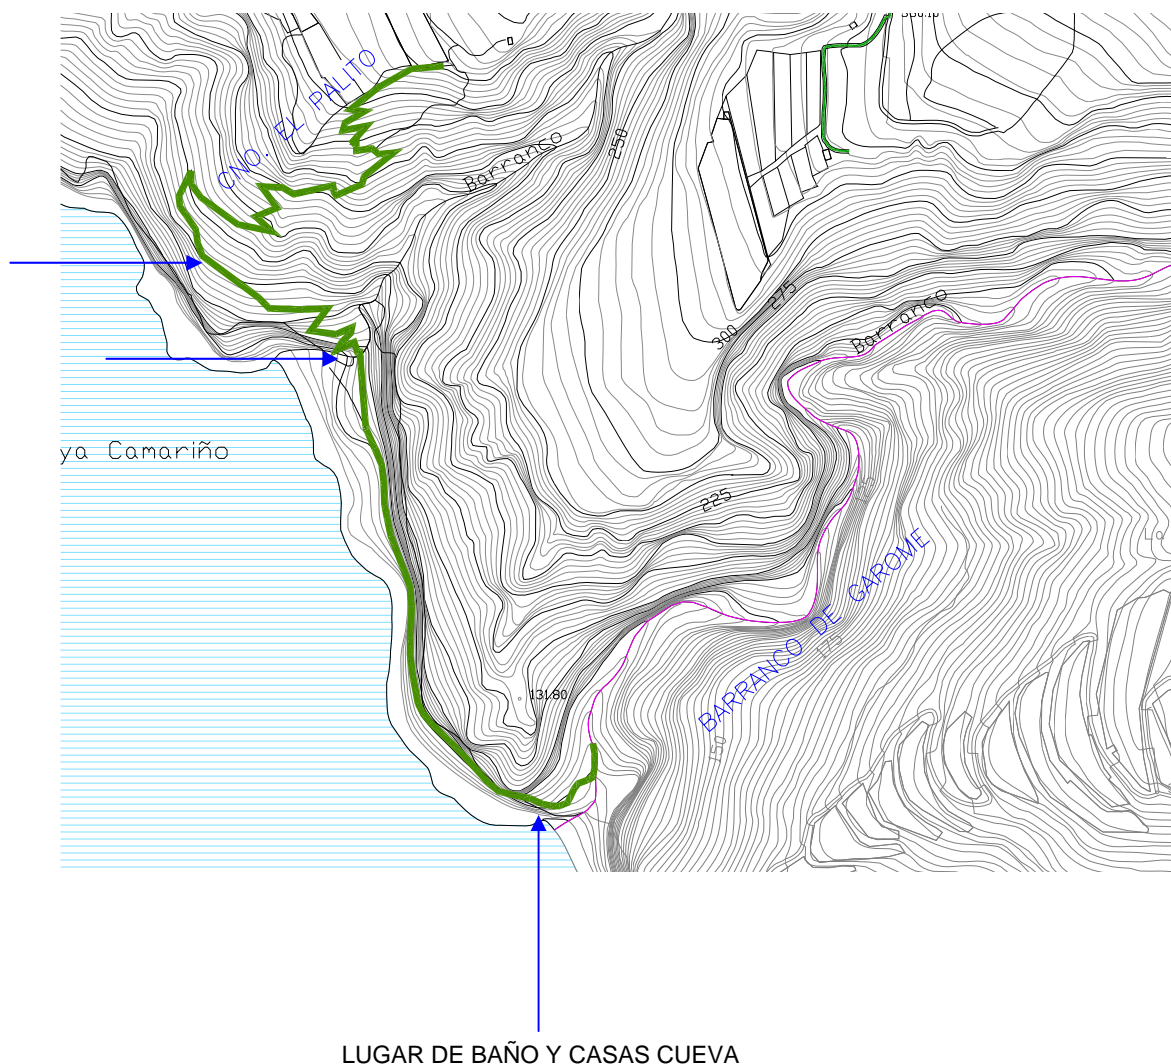 CNO. EL PALITO
Barranco
250
275
300
Barranco
ya Camariño
225
BARRANCO DE GAROME
175
131.80
150
LUGAR DE BAÑO Y CASAS CUEVA